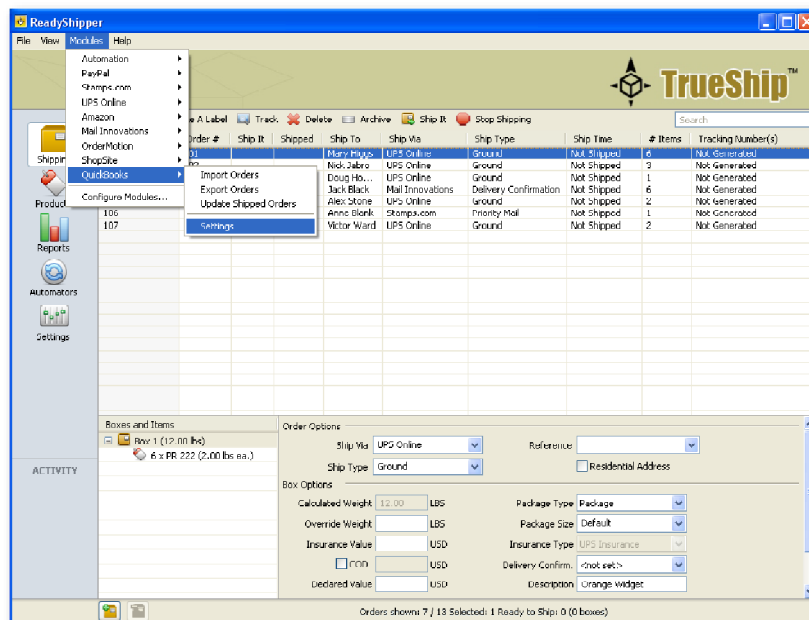 ReadyShipper
File View Modules Help
Automation
PayPal
Stamps.com
UPS Online
Amazon
Mail Innovations
OrderMotion
ShopSite
QuickBooks
Configure Modules...
Import Orders
Export Orders
Update Shipped Orders
Settings
TrueShip™
e A Label Track Delete Archive Ship It Stop Shipping Search
Order # Ship It Shipped Ship To Ship Via Ship Type Ship Time # Items Tracking Number(s)
01 Mary Higgs UPS Online Ground Not Shipped 6 Not Generated
Nick Jabro UPS Online Ground Not Shipped 3 Not Generated
Doug Ho... UPS Online Ground Not Shipped 1 Not Generated
Jack Black Mail Innovations Delivery Confirmation Not Shipped 6 Not Generated
Alex Stone UPS Online Ground Not Shipped 2 Not Generated
106 Anne Blank Stamps.com Priority Mail Not Shipped 1 Not Generated
107 Victor Ward UPS Online Ground Not Shipped 2 Not Generated
Shippin
Product
Reports
Automators
Settings
ACTIVITY
Boxes and Items
Box 1 (12.00 lbs)
6 x PR 222 (2.00 lbs ea.)
Order Options
Ship Via UPS Online Reference
Ship Type Ground Residential Address
Box Options
Calculated Weight 12.00 LBS Package Type Package
Override Weight LBS Package Size Default
Insurance Value USD Insurance Type UPS Insurance
COD USD Delivery Confirm. <not set>
Declared Value USD Description Orange Widget
Orders shown: 7 / 13 Selected: 1 Ready to Ship: 0 (0 boxes)